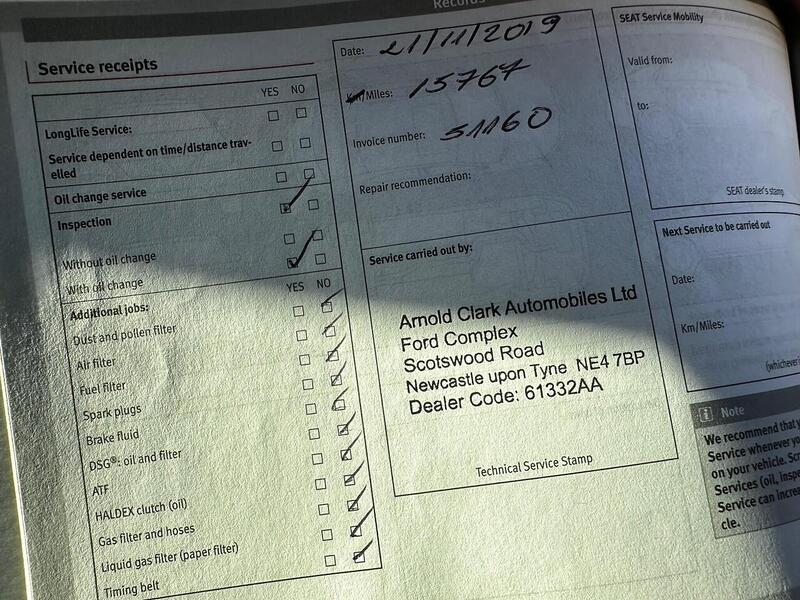 Records
Service receipts
YES NO
LongLife Service:
Service dependent on time/distance trav-
elled
Oil change service
Inspection
Without oil change
With oil change
YES NO
Additional jobs:
Dust and pollen filter
Air filter
Fuel filter
Spark plugs
Brake fluid
DSG®: oil and filter
ATF
HALDEX clutch (oil)
Gas filter and hoses
Liquid gas filter (paper filter)
Timing belt
Date: 21/11/2019
Km/Miles: 15767
Invoice number: 51160
Repair recommendation:
Service carried out by:
Arnold Clark Automobiles Ltd
Ford Complex
Scotswood Road
Newcastle upon Tyne NE4 7BP
Dealer Code: 61332AA
Technical Service Stamp
SEAT Service Mobility
Valid from:
to:
SEAT dealer's stamp
Next Service to be carried out
Date:
Km/Miles:
(whichever
Note
We recommend that
Service whenever
on your vehicle.
Services (oil,
Service can
cle.